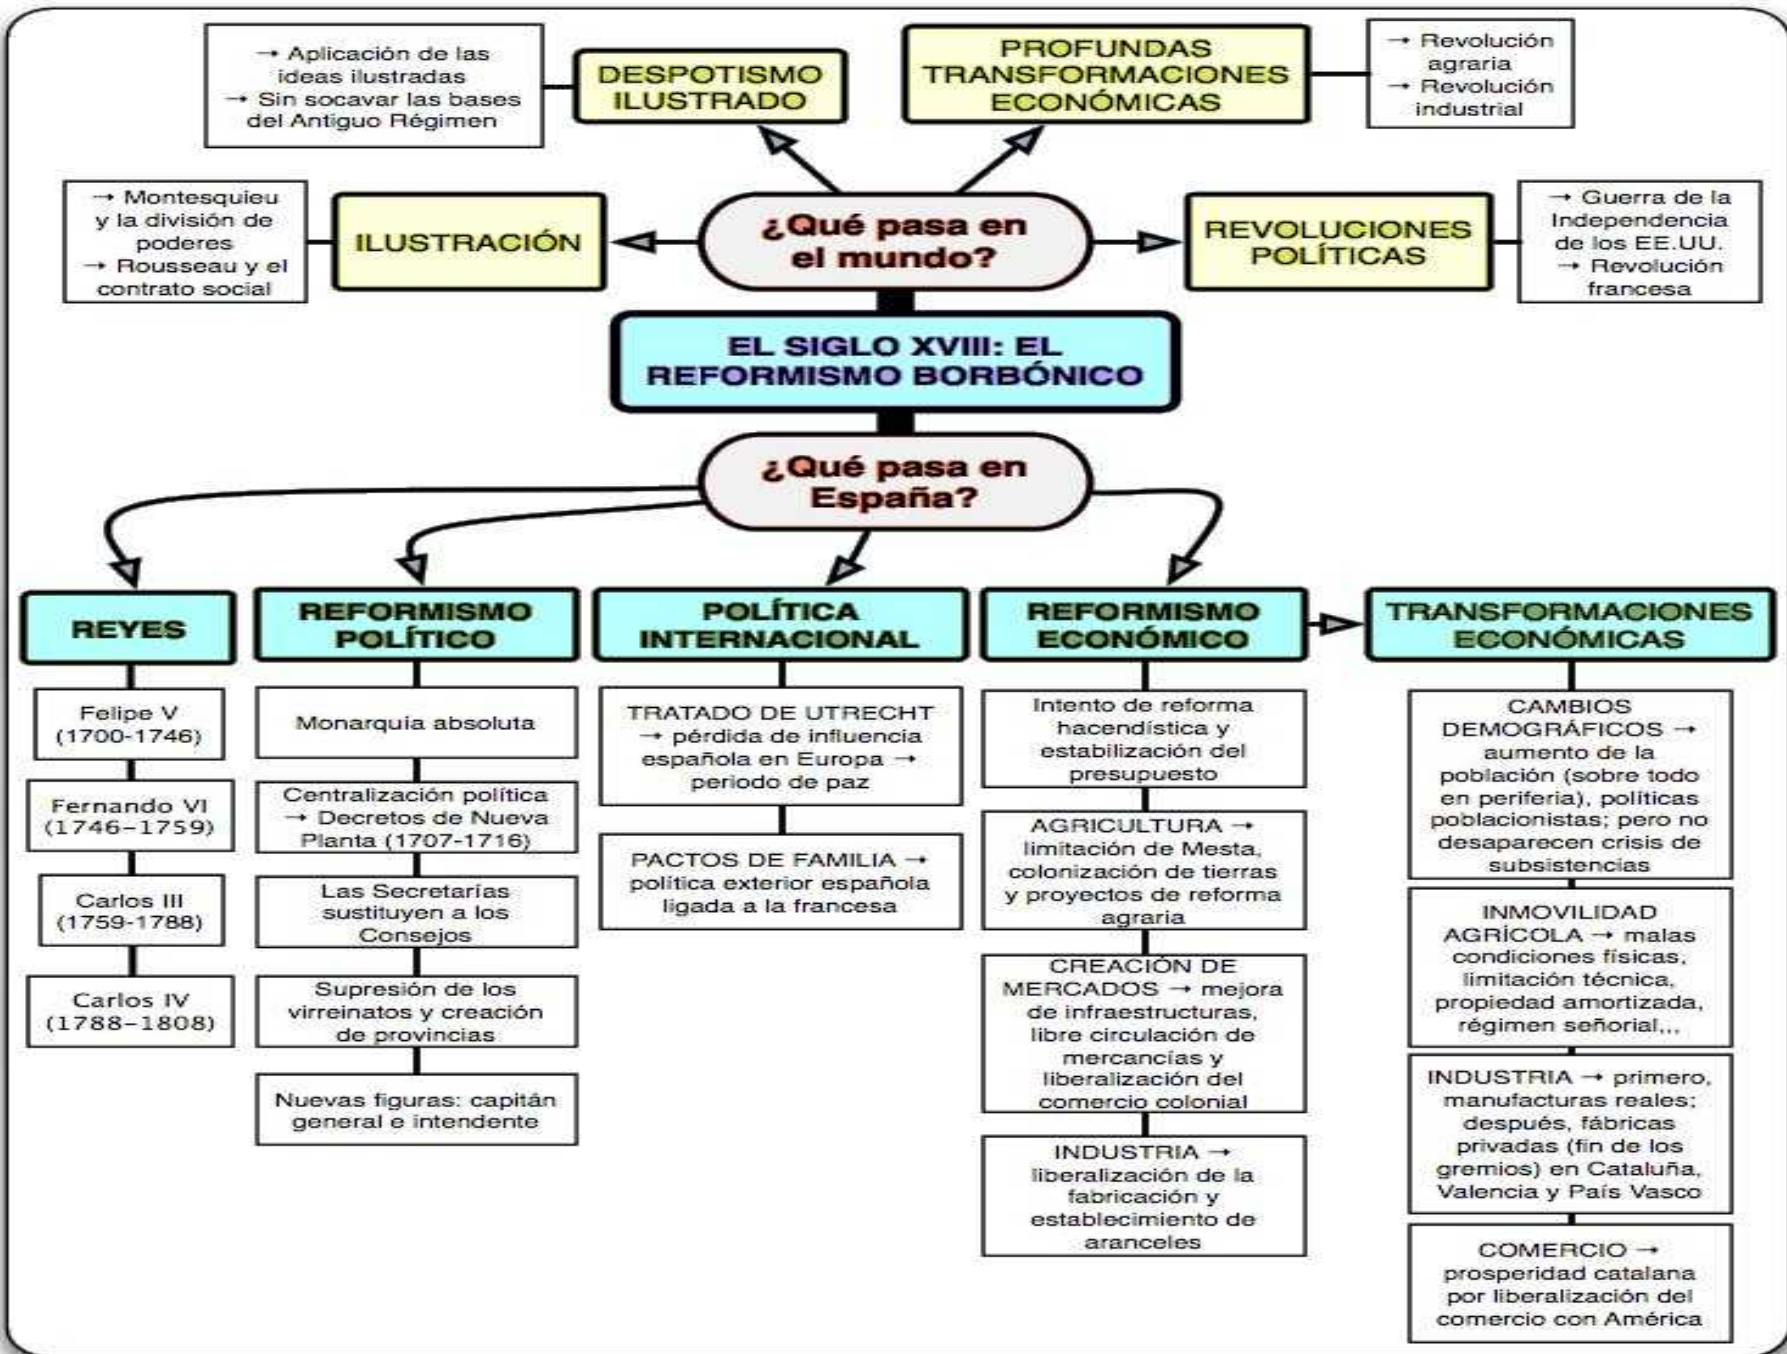 → Aplicación de las
ideas ilustradas
→ Sin socavar las bases
del Antiguo Régimen
DESPOTISMO
ILUSTRADO
PROFUNDAS
TRANSFORMACIONES
ECONÓMICAS
→ Revolución
agraria
→ Revolución
industrial
→ Montesquieu
y la división de
poderes
→ Rousseau y el
contrato social
ILUSTRACIÓN
¿Qué pasa en
el mundo?
REVOLUCIONES
POLÍTICAS
→ Guerra de la
Independencia
de los EE.UU.
→ Revolución
francesa
EL SIGLO XVIII: EL
REFORMISMO BORBÓNICO
¿Qué pasa en
España?
REYES
Felipe V
(1700-1746)
Fernando VI
(1746-1759)
Carlos III
(1759-1788)
Carlos IV
(1788-1808)
REFORMISMO
POLÍTICO
Monarquía absoluta
Centralización política
→ Decretos de Nueva
Planta (1707-1716)
Las Secretarías
sustituyen a los
Consejos
Supresión de los
virreinatos y creación
de provincias
Nuevas figuras: capitán
general e intendente
POLÍTICA
INTERNACIONAL
TRATADO DE UTRECHT
→ pérdida de influencia
española en Europa →
periodo de paz
PACTOS DE FAMILIA →
política exterior española
ligada a la francesa
REFORMISMO
ECONÓMICO
Intento de reforma
hacendística y
estabilización del
presupuesto
AGRICULTURA →
limitación de Mesta,
colonización de tierras
y proyectos de reforma
agraria
CREACIÓN DE
MERCADOS → mejora
de infraestructuras,
libre circulación de
mercancías y
liberalización del
comercio colonial
INDUSTRIA →
liberalización de la
fabricación y
establecimiento de
aranceles
TRANSFORMACIONES
ECONÓMICAS
CAMBIOS
DEMOGRÁFICOS →
aumento de la
población (sobre todo
en periferia), políticas
poblacionistas; pero no
desaparecen crisis de
subsistencias
INMOVILIDAD
AGRÍCOLA → malas
condiciones físicas,
limitación técnica,
propiedad amortizada,
régimen señorial,..
INDUSTRIA → primero,
manufacturas reales;
después, fábricas
privadas (fin de los
gremios) en Cataluña,
Valencia y País Vasco
COMERCIO →
prosperidad catalana
por liberalización del
comercio con América